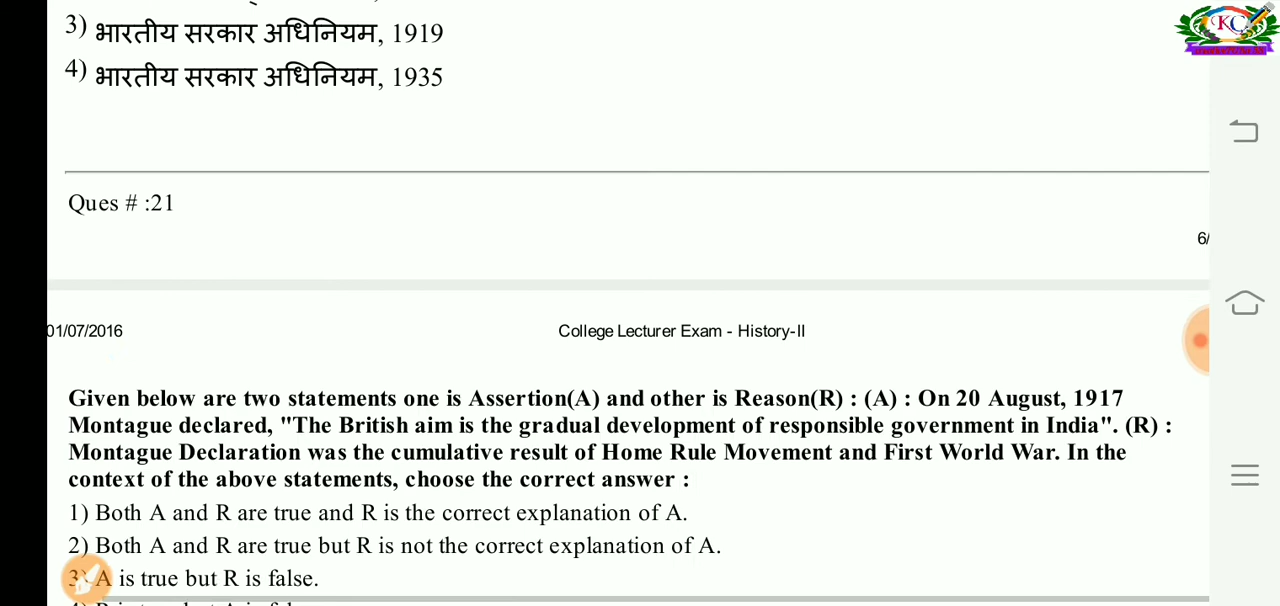 3) भारतीय सरकार अधिनियम, 1919
4) भारतीय सरकार अधिनियम, 1935
Ques # :21
6/
01/07/2016
College Lecturer Exam - History-II
Given below are two statements one is Assertion(A) and other is Reason(R) : (A) : On 20 August, 1917
Montague declared, "The British aim is the gradual development of responsible government in India". (R) :
Montague Declaration was the cumulative result of Home Rule Movement and First World War. In the
context of the above statements, choose the correct answer :
1) Both A and R are true and R is the correct explanation of A.
2) Both A and R are true but R is not the correct explanation of A.
3) A is true but R is false.
KC